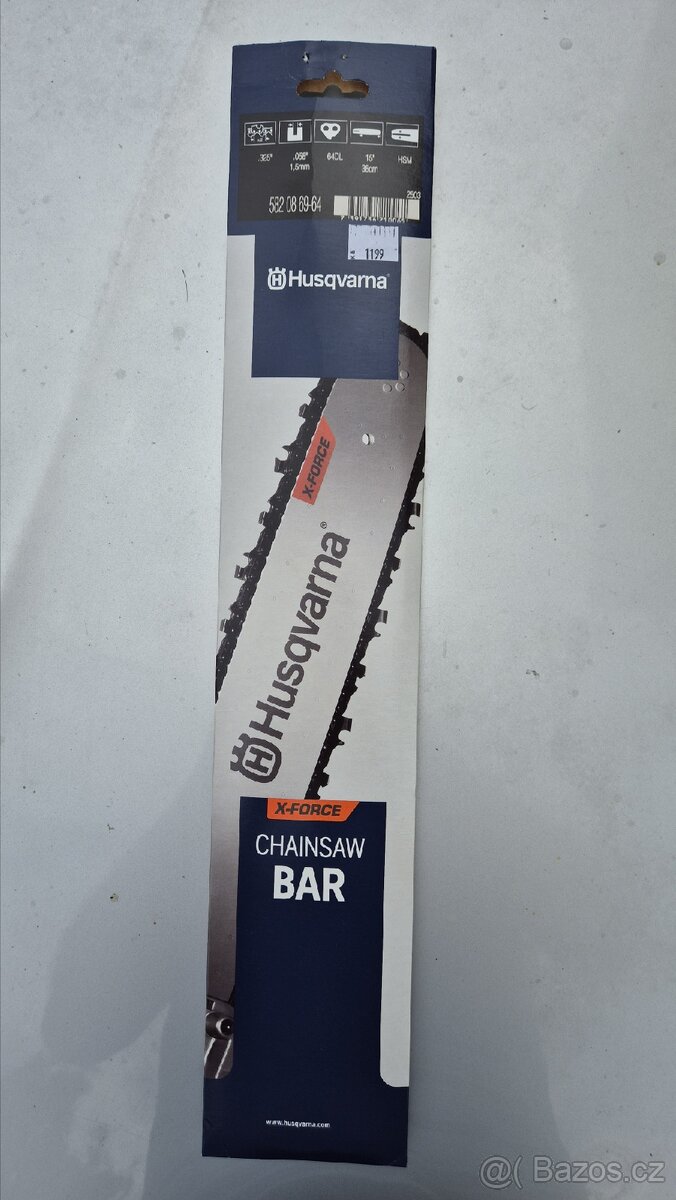 .325"
.058"
64DL
15"
HSM
1,5mm
38cm
582 08 69-64
2503
1199
Husqvarna
X-FORCE
Husqvarna®
X-FORCE
CHAINSAW
BAR
www.husqvarna.com
@( Bazos.cz